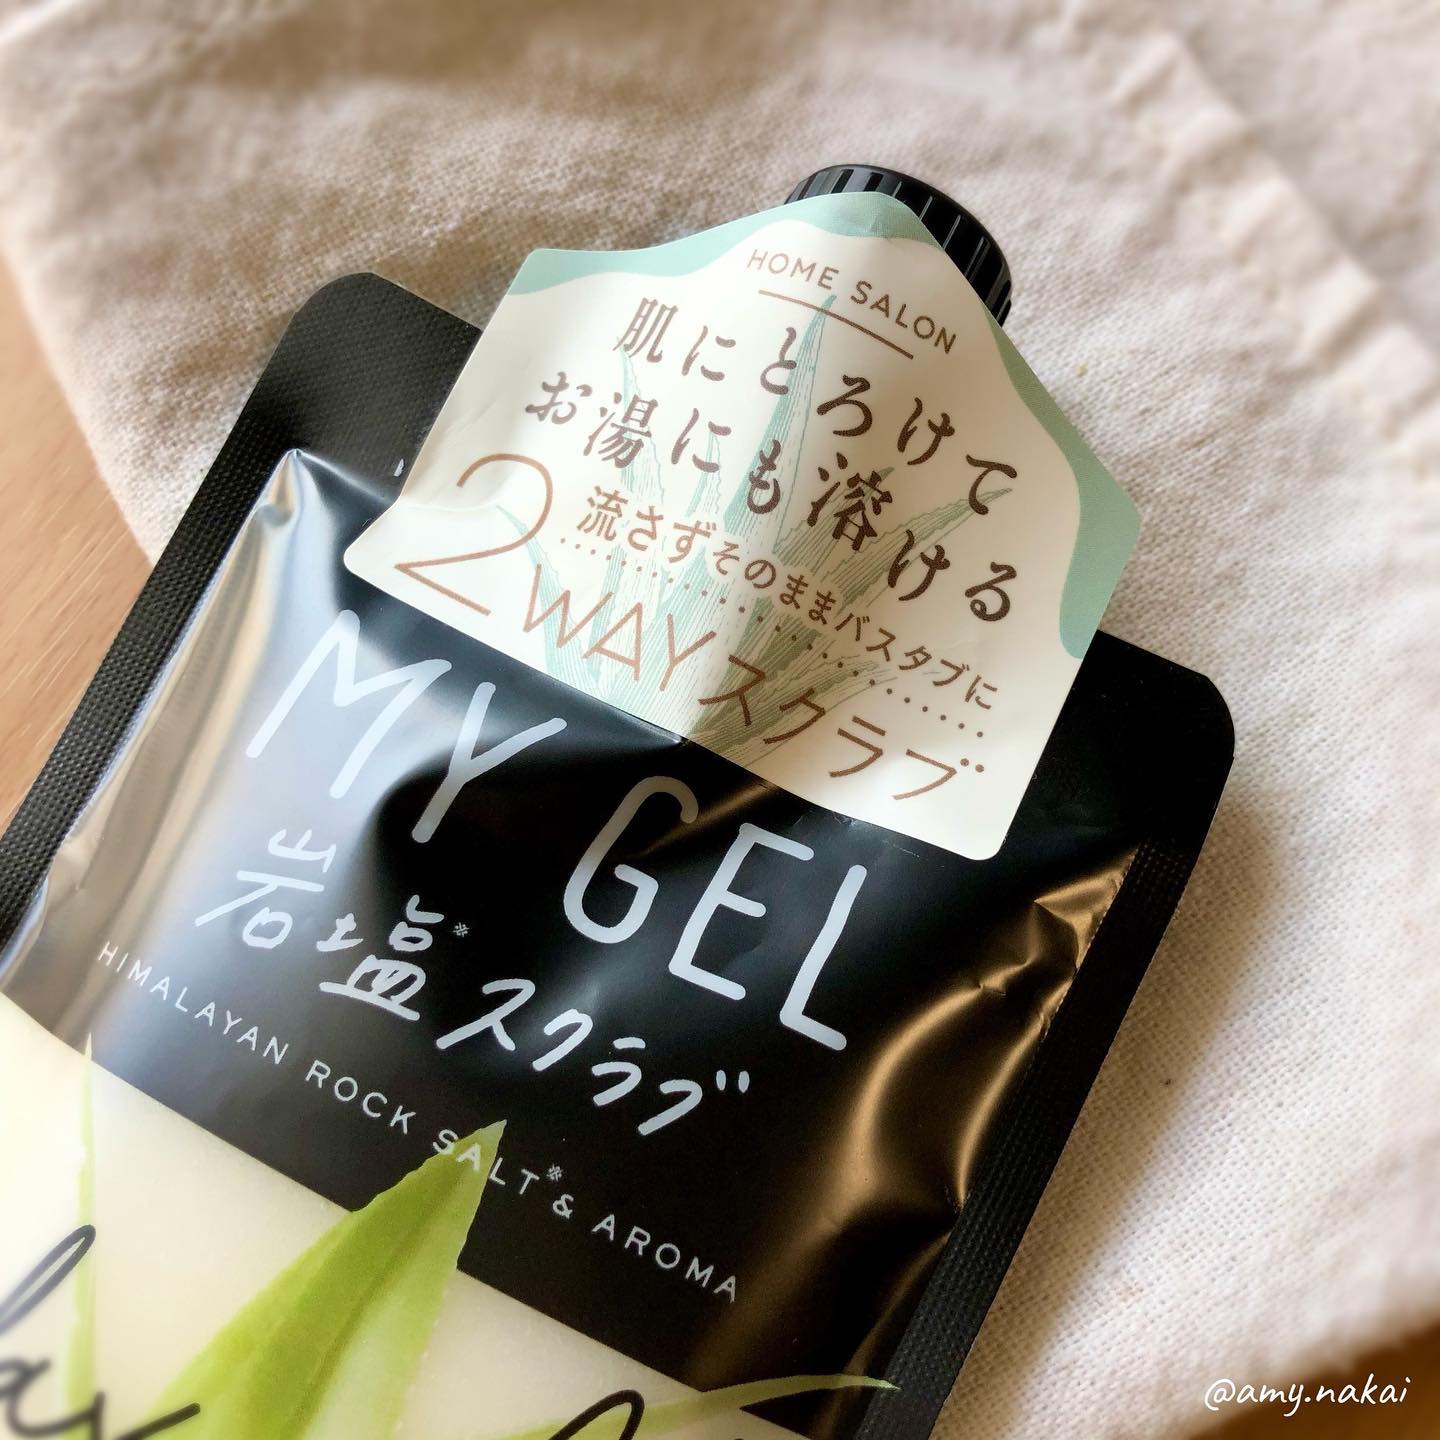 HOME SALON
肌にとろけて
お湯にも溶ける
流さずそのままバスタブに
2WAYスクラブ
MY GEL
岩塩※スクラブ
HIMALAYAN ROCK SALT※ & AROMA
@amy.nakai